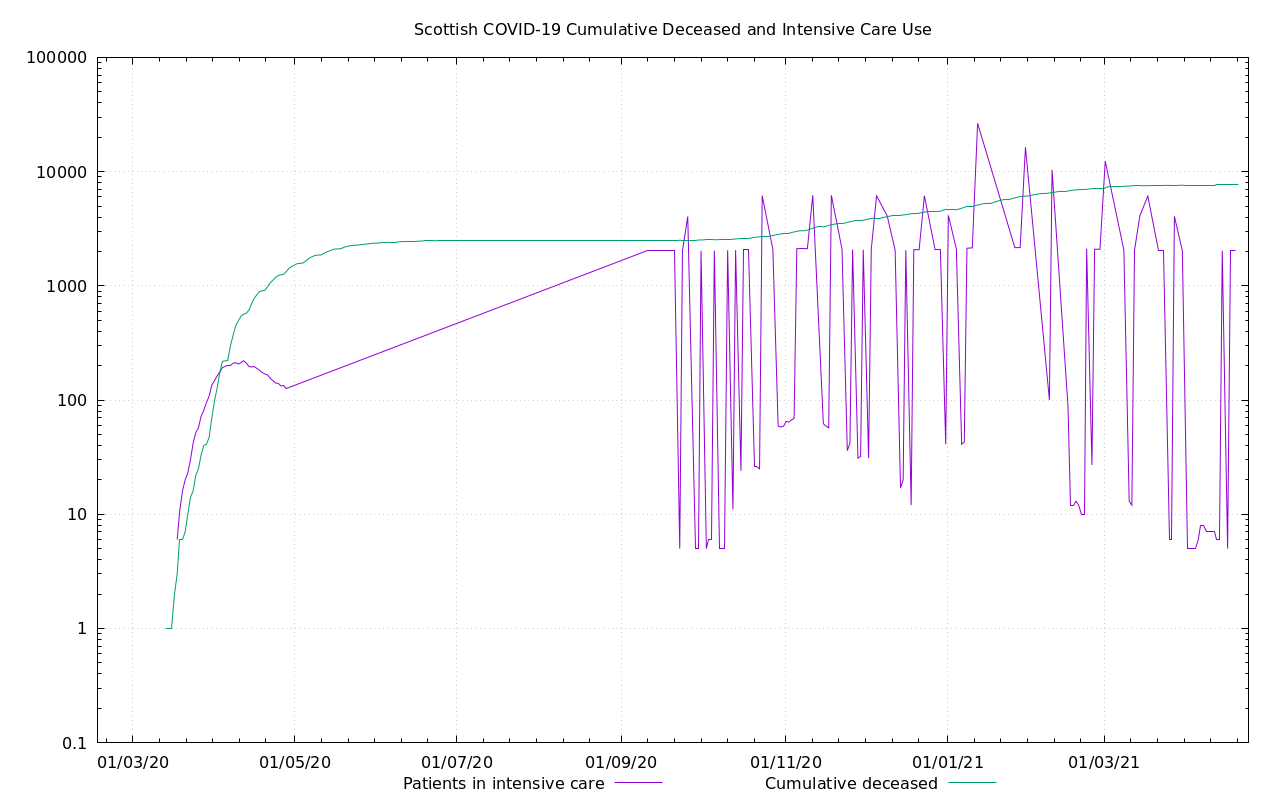 Scottish COVID-19 Cumulative Deceased and Intensive Care Use
100000
10000
1000
100
10
1
0.1
01/03/20 01/05/20 01/07/20 01/09/20 01/11/20 01/01/21 01/03/21
Patients in intensive care Cumulative deceased